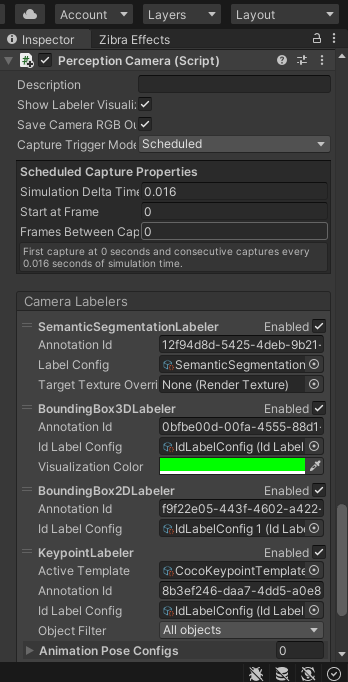 Account Layers Layout
Inspector Zibra Effects
Perception Camera (Script)
Description
Show Labeler Visuali
Save Camera RGB Ou
Capture Trigger Mode Scheduled
Scheduled Capture Properties
Simulation Delta Time 0.016
Start at Frame 0
Frames Between Cap 0
First capture at 0 seconds and consecutive captures every
0.016 seconds of simulation time.
Camera Labelers
SemanticSegmentationLabeler Enabled
Annotation Id 12f94d8d-5425-4deb-9b21-
Label Config SemanticSegmentation
Target Texture Overri None (Render Texture)
BoundingBox3DLabeler Enabled
Annotation Id 0bfbe00d-00fa-4555-88d1-
Id Label Config IdLabelConfig (Id Label
Visualization Color
BoundingBox2DLabeler Enabled
Annotation Id f9f22e05-443f-4602-a422-
Id Label Config IdLabelConfig 1 (Id Labe
KeypointLabeler Enabled
Active Template CocoKeypointTemplate
Annotation Id 8b3ef246-daa7-4dd5-a0e8
Id Label Config IdLabelConfig (Id Label
Object Filter All objects
Animation Pose Configs 0